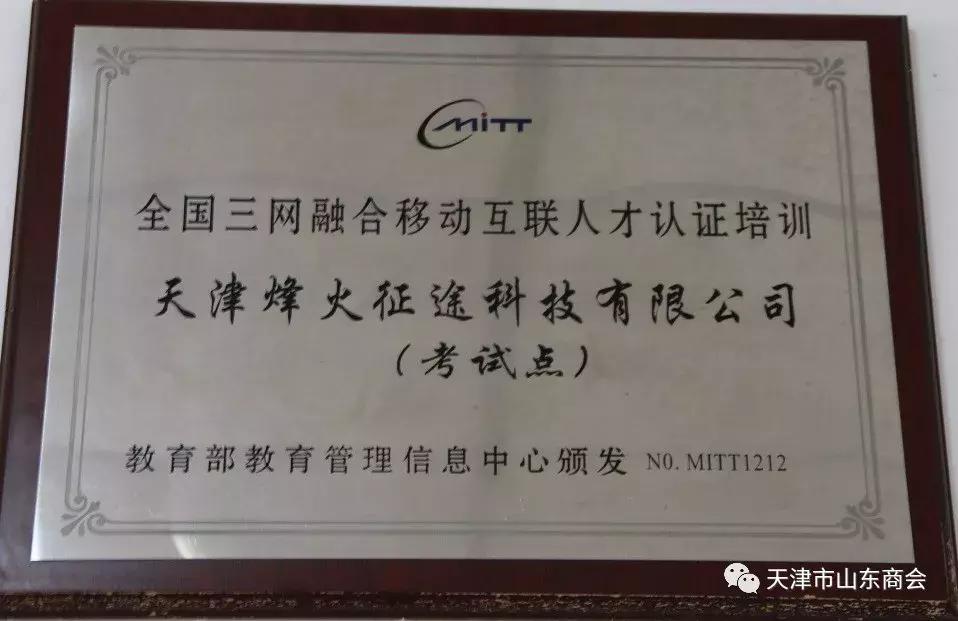 CMITT
全国三网融合移动互联人才认证培训
天津烽火征途科技有限公司
（考试点）
教育部教育管理信息中心颁发 N0. MITT1212
天津市山东商会